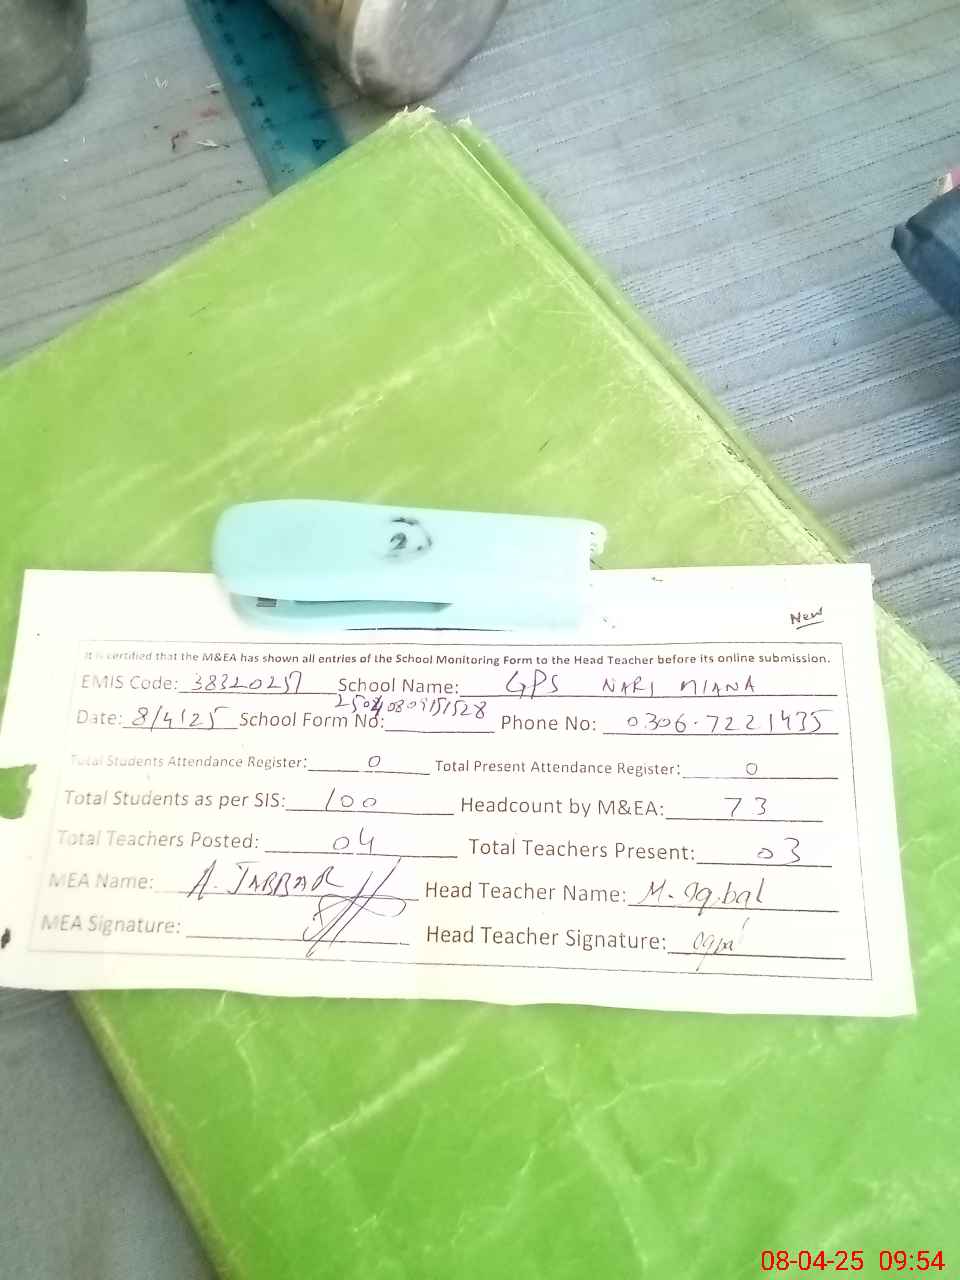 2
New
It is certified that the M&EA has shown all entries of the School Monitoring Form to the Head Teacher before its online submission.
EMIS Code: 38320257 School Name: GPS NARI MIANA
Date: 8/4/25 School Form No: 25040809151528 Phone No: 0306-7221435
Total Students Attendance Register: 0 Total Present Attendance Register: 0
Total Students as per SIS: 100 Headcount by M&EA: 73
Total Teachers Posted: 04 Total Teachers Present: 03
MEA Name: A. JABBAR Head Teacher Name: M. Iqbal
MEA Signature: Head Teacher Signature:
08-04-25 09:54